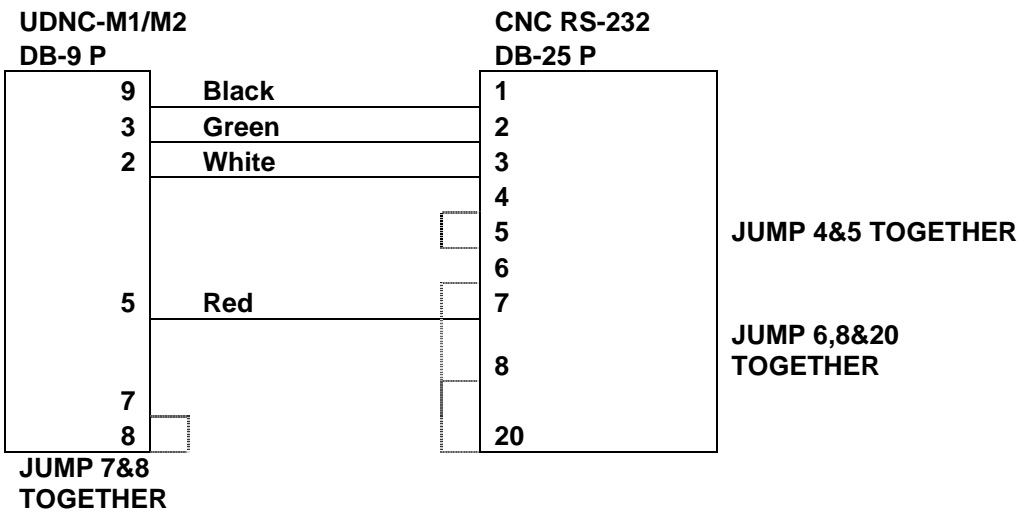 UDNC-M1/M2 CNC RS-232
DB-9 P DB-25 P
9 Black 1
3 Green 2
2 White 3
4
5 JUMP 4&5 TOGETHER
6
5 Red 7
JUMP 6,8&20
8 TOGETHER
7
8 20
JUMP 7&8
TOGETHER